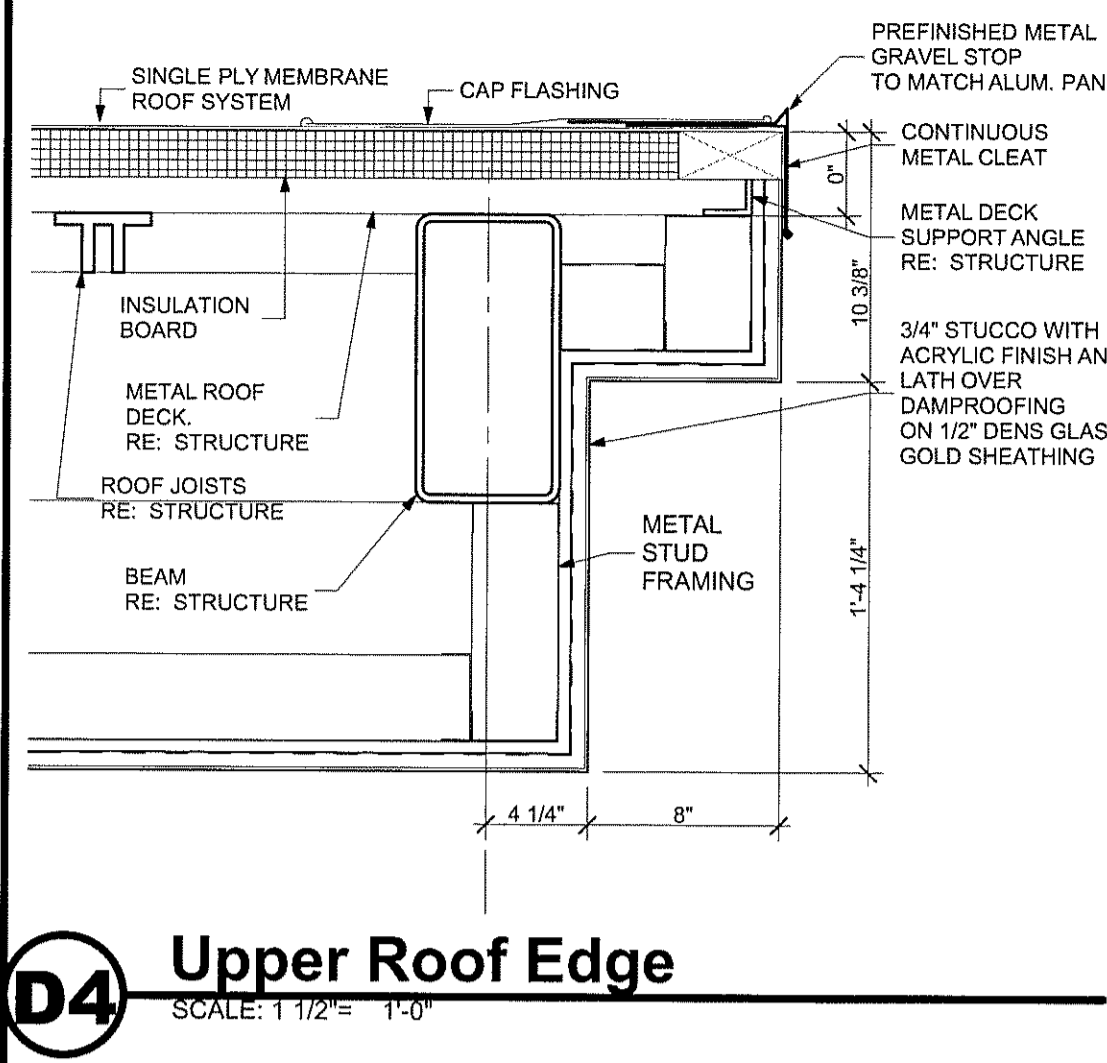 PREFINISHED METAL
GRAVEL STOP
TO MATCH ALUM. PAN
SINGLE PLY MEMBRANE
ROOF SYSTEM
CAP FLASHING
CONTINUOUS
METAL CLEAT
0"
METAL DECK
SUPPORT ANGLE
RE: STRUCTURE
INSULATION
BOARD
10 3/8"
3/4" STUCCO WITH
ACRYLIC FINISH AN
LATH OVER
DAMPROOFING
ON 1/2" DENS GLAS
GOLD SHEATHING
METAL ROOF
DECK.
RE: STRUCTURE
ROOF JOISTS
RE: STRUCTURE
METAL
STUD
FRAMING
BEAM
RE: STRUCTURE
1'-4 1/4"
4 1/4"
8"
D4
Upper Roof Edge
SCALE: 1 1/2"= 1'-0"